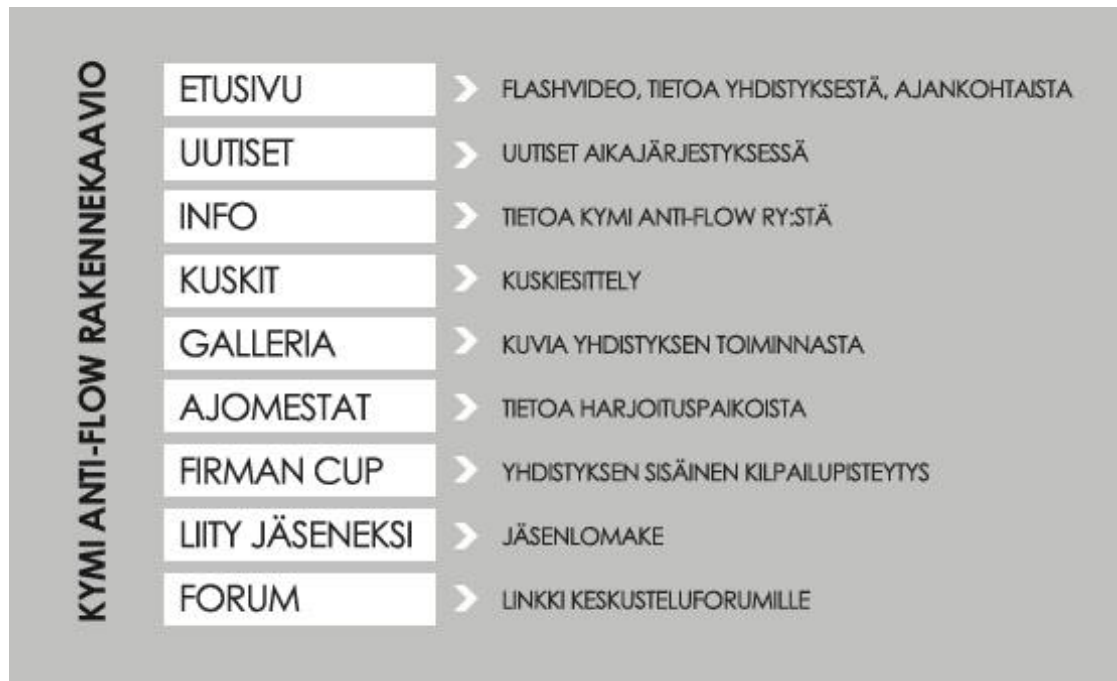 KYMI ANTI-FLOW RAKENNEKAAVIO
ETUSIVU
FLASHVIDEO, TIETOA YHDISTYKSESTÄ, AJANKOHTAISTA
UUTISET
UUTISET AIKAJÄRJESTYKSESSÄ
INFO
TIETOA KYMI ANTI-FLOW RY:STÄ
KUSKIT
KUSKIESITTELY
GALLERIA
KUVIA YHDISTYKSEN TOIMINNASTA
AJOMESTAT
TIETOA HARJOITUSPAIKOISTA
FIRMAN CUP
YHDISTYKSEN SISÄINEN KILPAILUPISTEYTYS
LIITY JÄSENEKSI
JÄSENLOMAKE
FORUM
LINKKI KESKUSTELUFORUMILLE